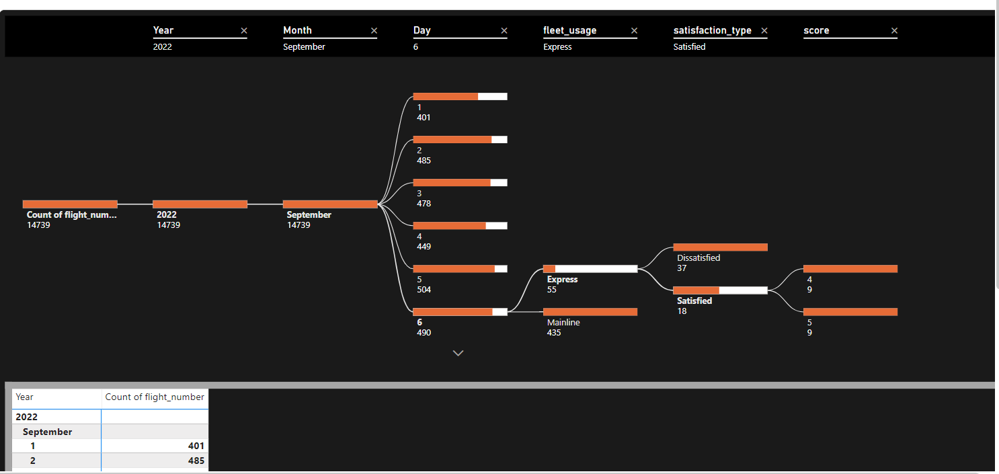 Year Month Day fleet_usage satisfaction_type score
2022 September 6 Express Satisfied
1
401
2
485
3
478
Count of flight_num... 2022 September
14739 14739 14739
4
449
Dissatisfied
37
5 Express 4
504 55 9
Satisfied
18
6 Mainline 5
490 435 9
Year Count of flight_number
2022
September
1 401
2 485